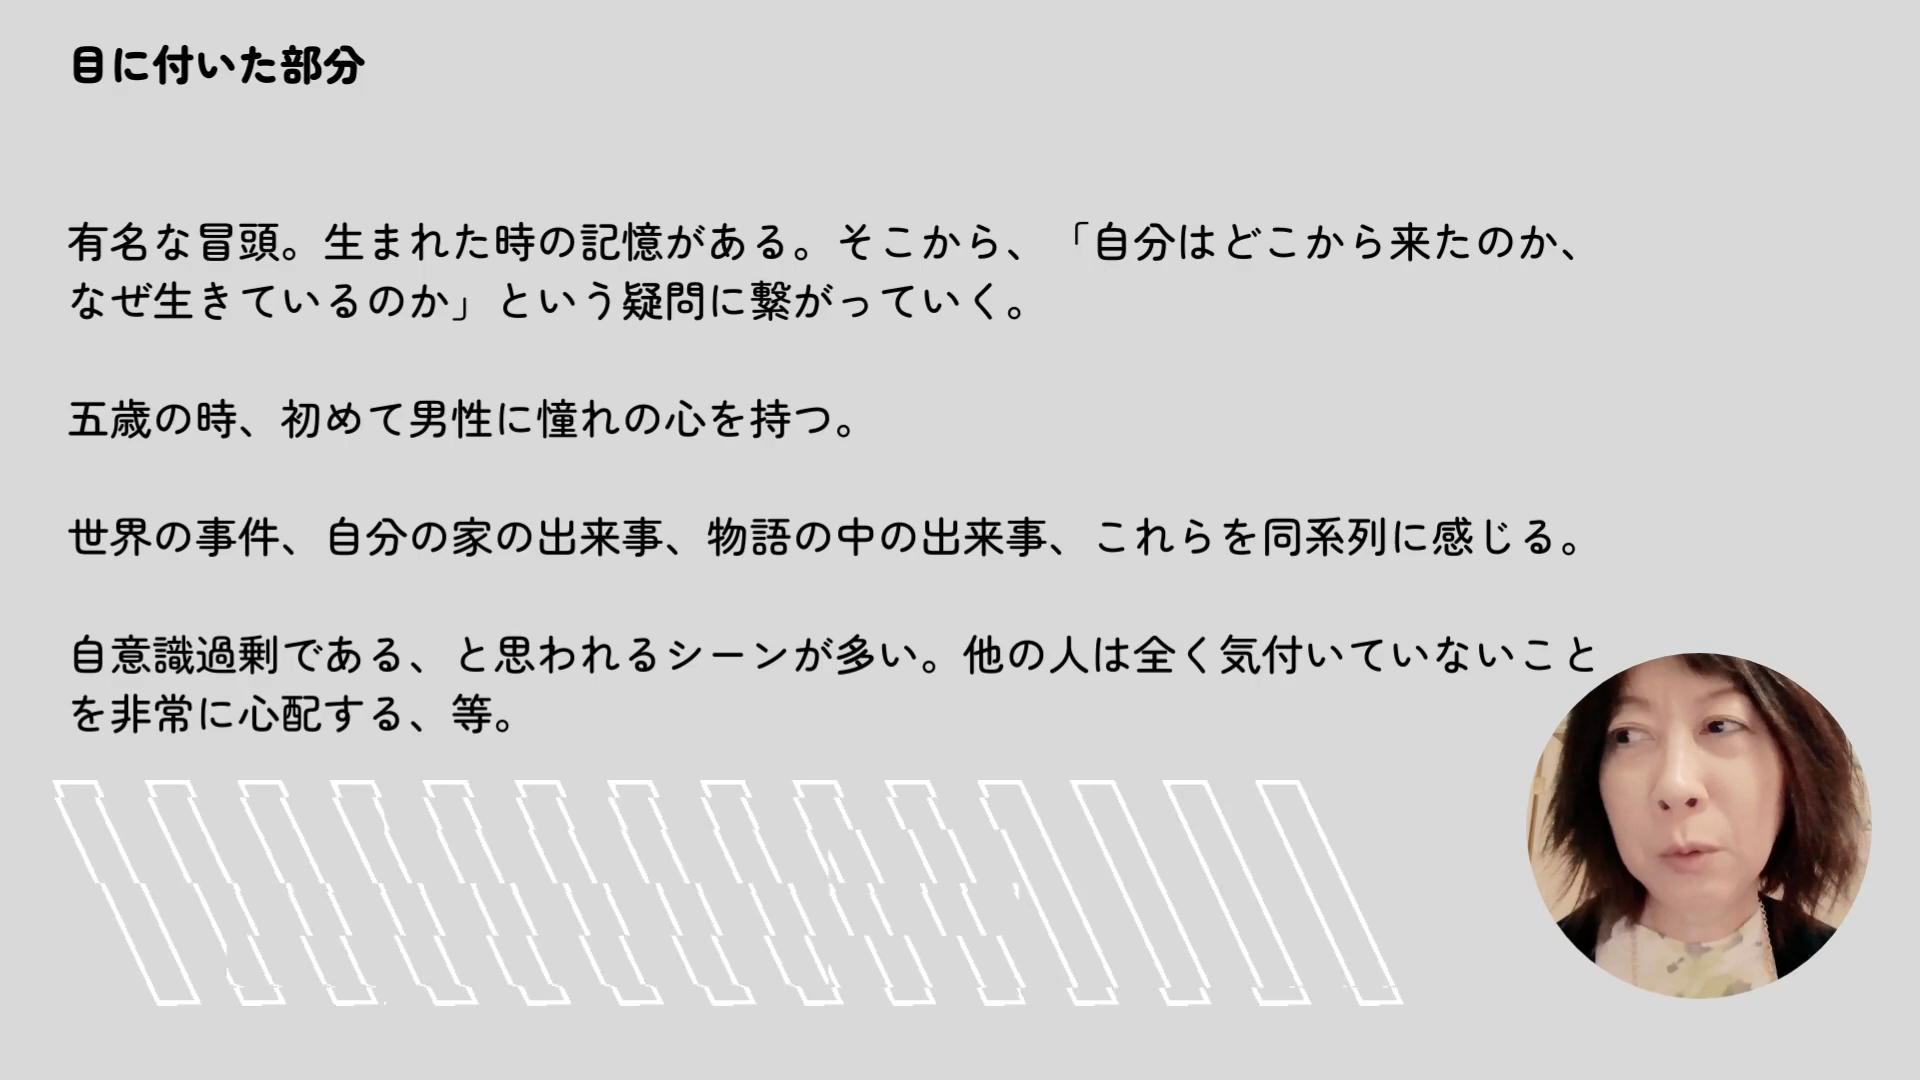 目に付いた部分
有名な冒頭。生まれた時の記憶がある。そこから、「自分はどこから来たのか、
なぜ生きているのか」という疑問に繋がっていく。
五歳の時、初めて男性に憧れの心を持つ。
世界の事件、自分の家の出来事、物語の中の出来事、これらを同系列に感じる。
自意識過剰である、と思われるシーンが多い。他の人は全く気付いていないこと
を非常に心配する、等。